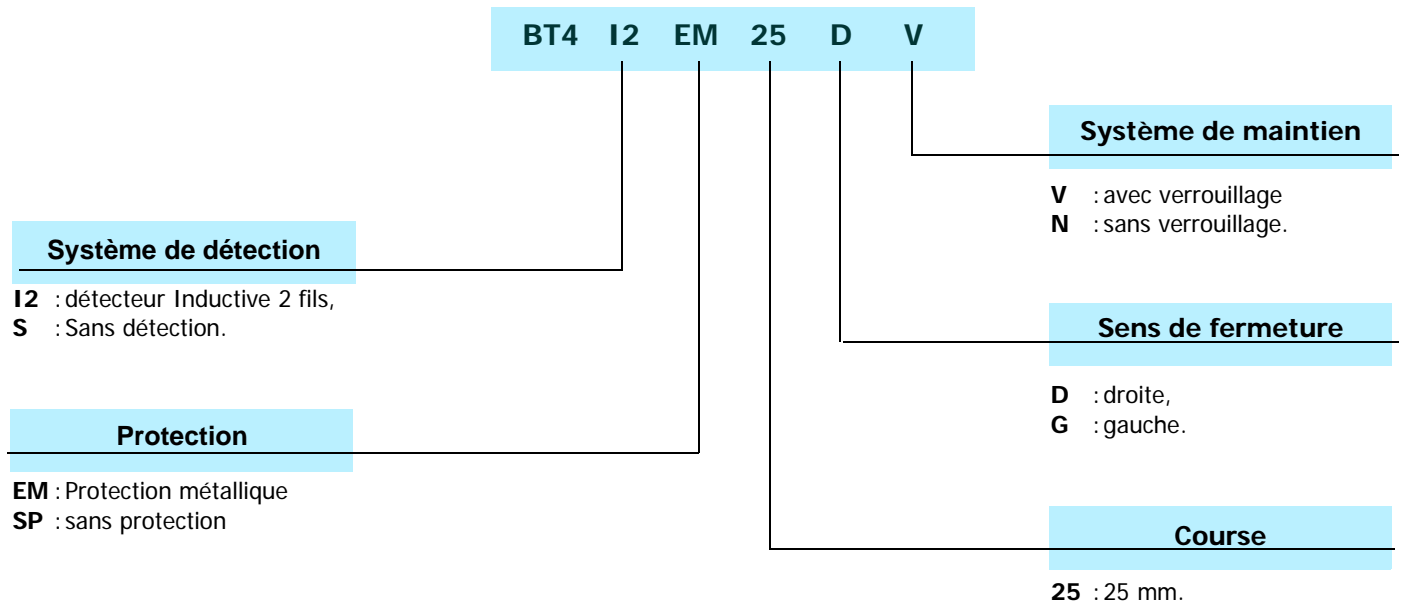 BT4 I2 EM 25 D V
Système de maintien
V : avec verrouillage
N : sans verrouillage.
Système de détection
I2 : détecteur Inductive 2 fils,
S : Sans détection.
Sens de fermeture
D : droite,
G : gauche.
Protection
EM : Protection métallique
SP : sans protection
Course
25 : 25 mm.